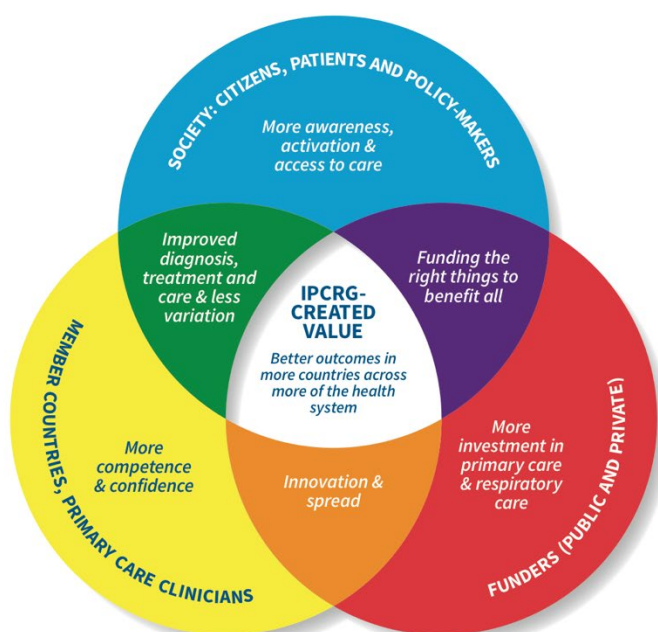 SOCIETY: CITIZENS, PATIENTS AND POLICY-MAKERS
More awareness,
activation &
access to care
Improved
diagnosis,
treatment and
care & less
variation
Funding the
right things to
benefit all
IPCRG-
CREATED
VALUE
Better outcomes in
more countries across
more of the health
system
MEMBER COUNTRIES, PRIMARY CARE CLINICIANS
More
competence
& confidence
Innovation &
spread
More
investment in
primary care
& respiratory
care
FUNDERS (PUBLIC AND PRIVATE)